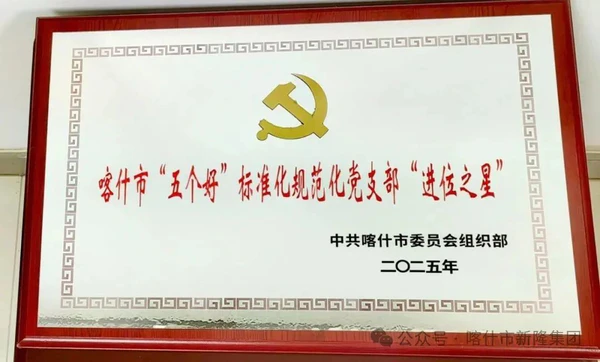 喀什市“五个好”标准化规范化党支部“进位之星”
中共喀什市委员会组织部
二〇二五年
公众号·喀什市新隆集团